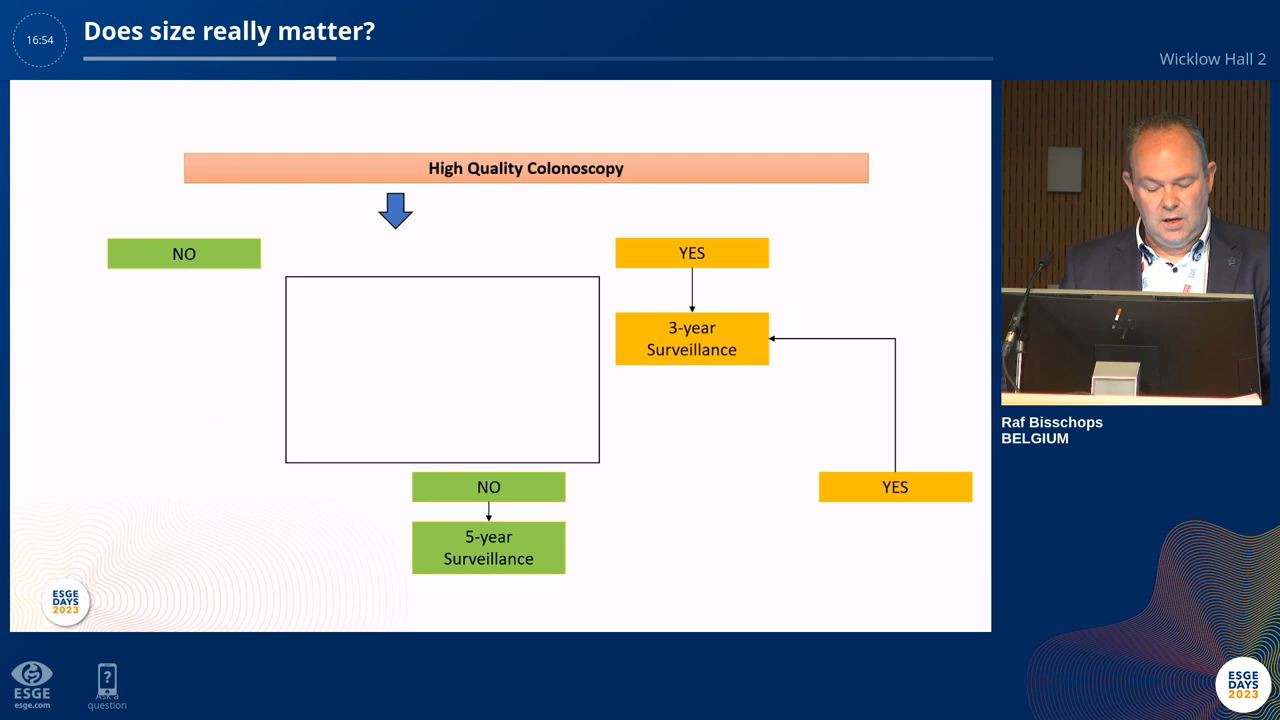 16:54
Does size really matter?
Wicklow Hall 2
High Quality Colonoscopy
NO
YES
3-year
Surveillance
NO
YES
5-year
Surveillance
ESGE
DAYS
2023
Raf Bisschops
BELGIUM
ESGE
esge.com
?
Ask a
question
ESGE
DAYS
2023